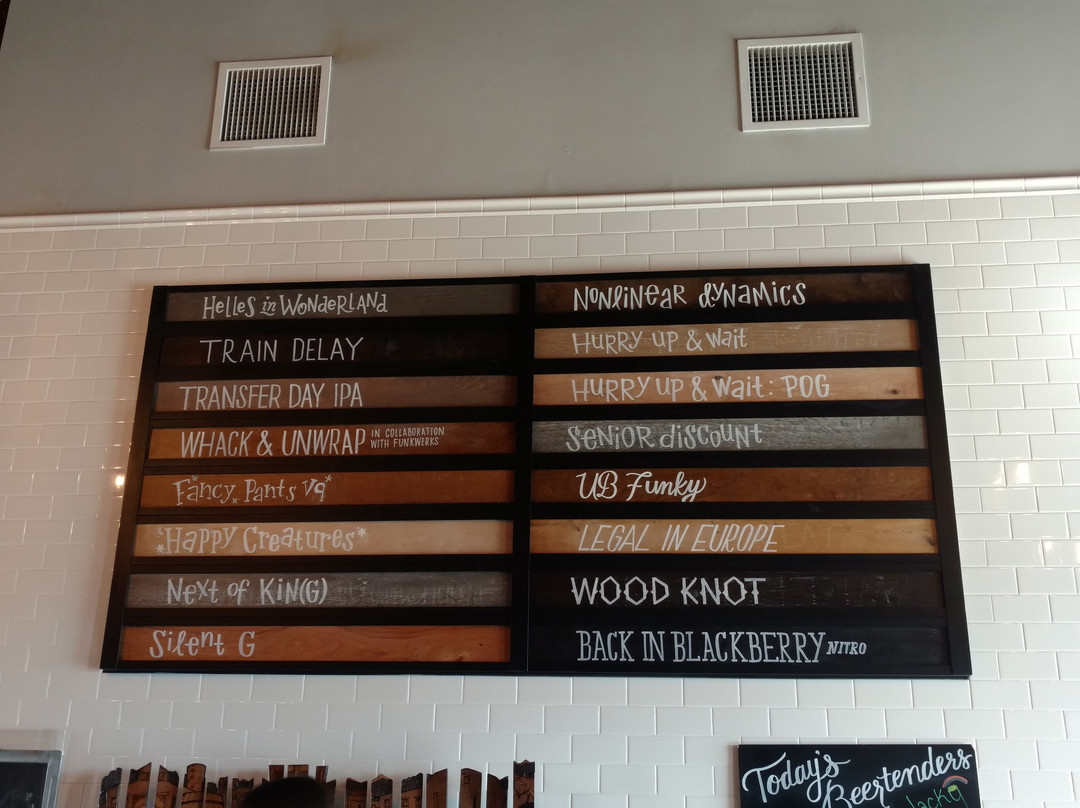 Helles in Wonderland
TRAIN DELAY
TRANSFER DAY IPA
WHACK & UNWRAP IN COLLABORATION
WITH FUNKWERKS
Fancy Pants V9
*Happy Creatures*
Next of Kin(G)
Silent G
Nonlinear dynamics
Hurry up & wait
Hurry up & wait: POG
Senior discount
UB Funky
LEGAL IN EUROPE
WOOD KNOT
BACK IN BLACKBERRY NITRO
Today's
Beertenders
Jacky